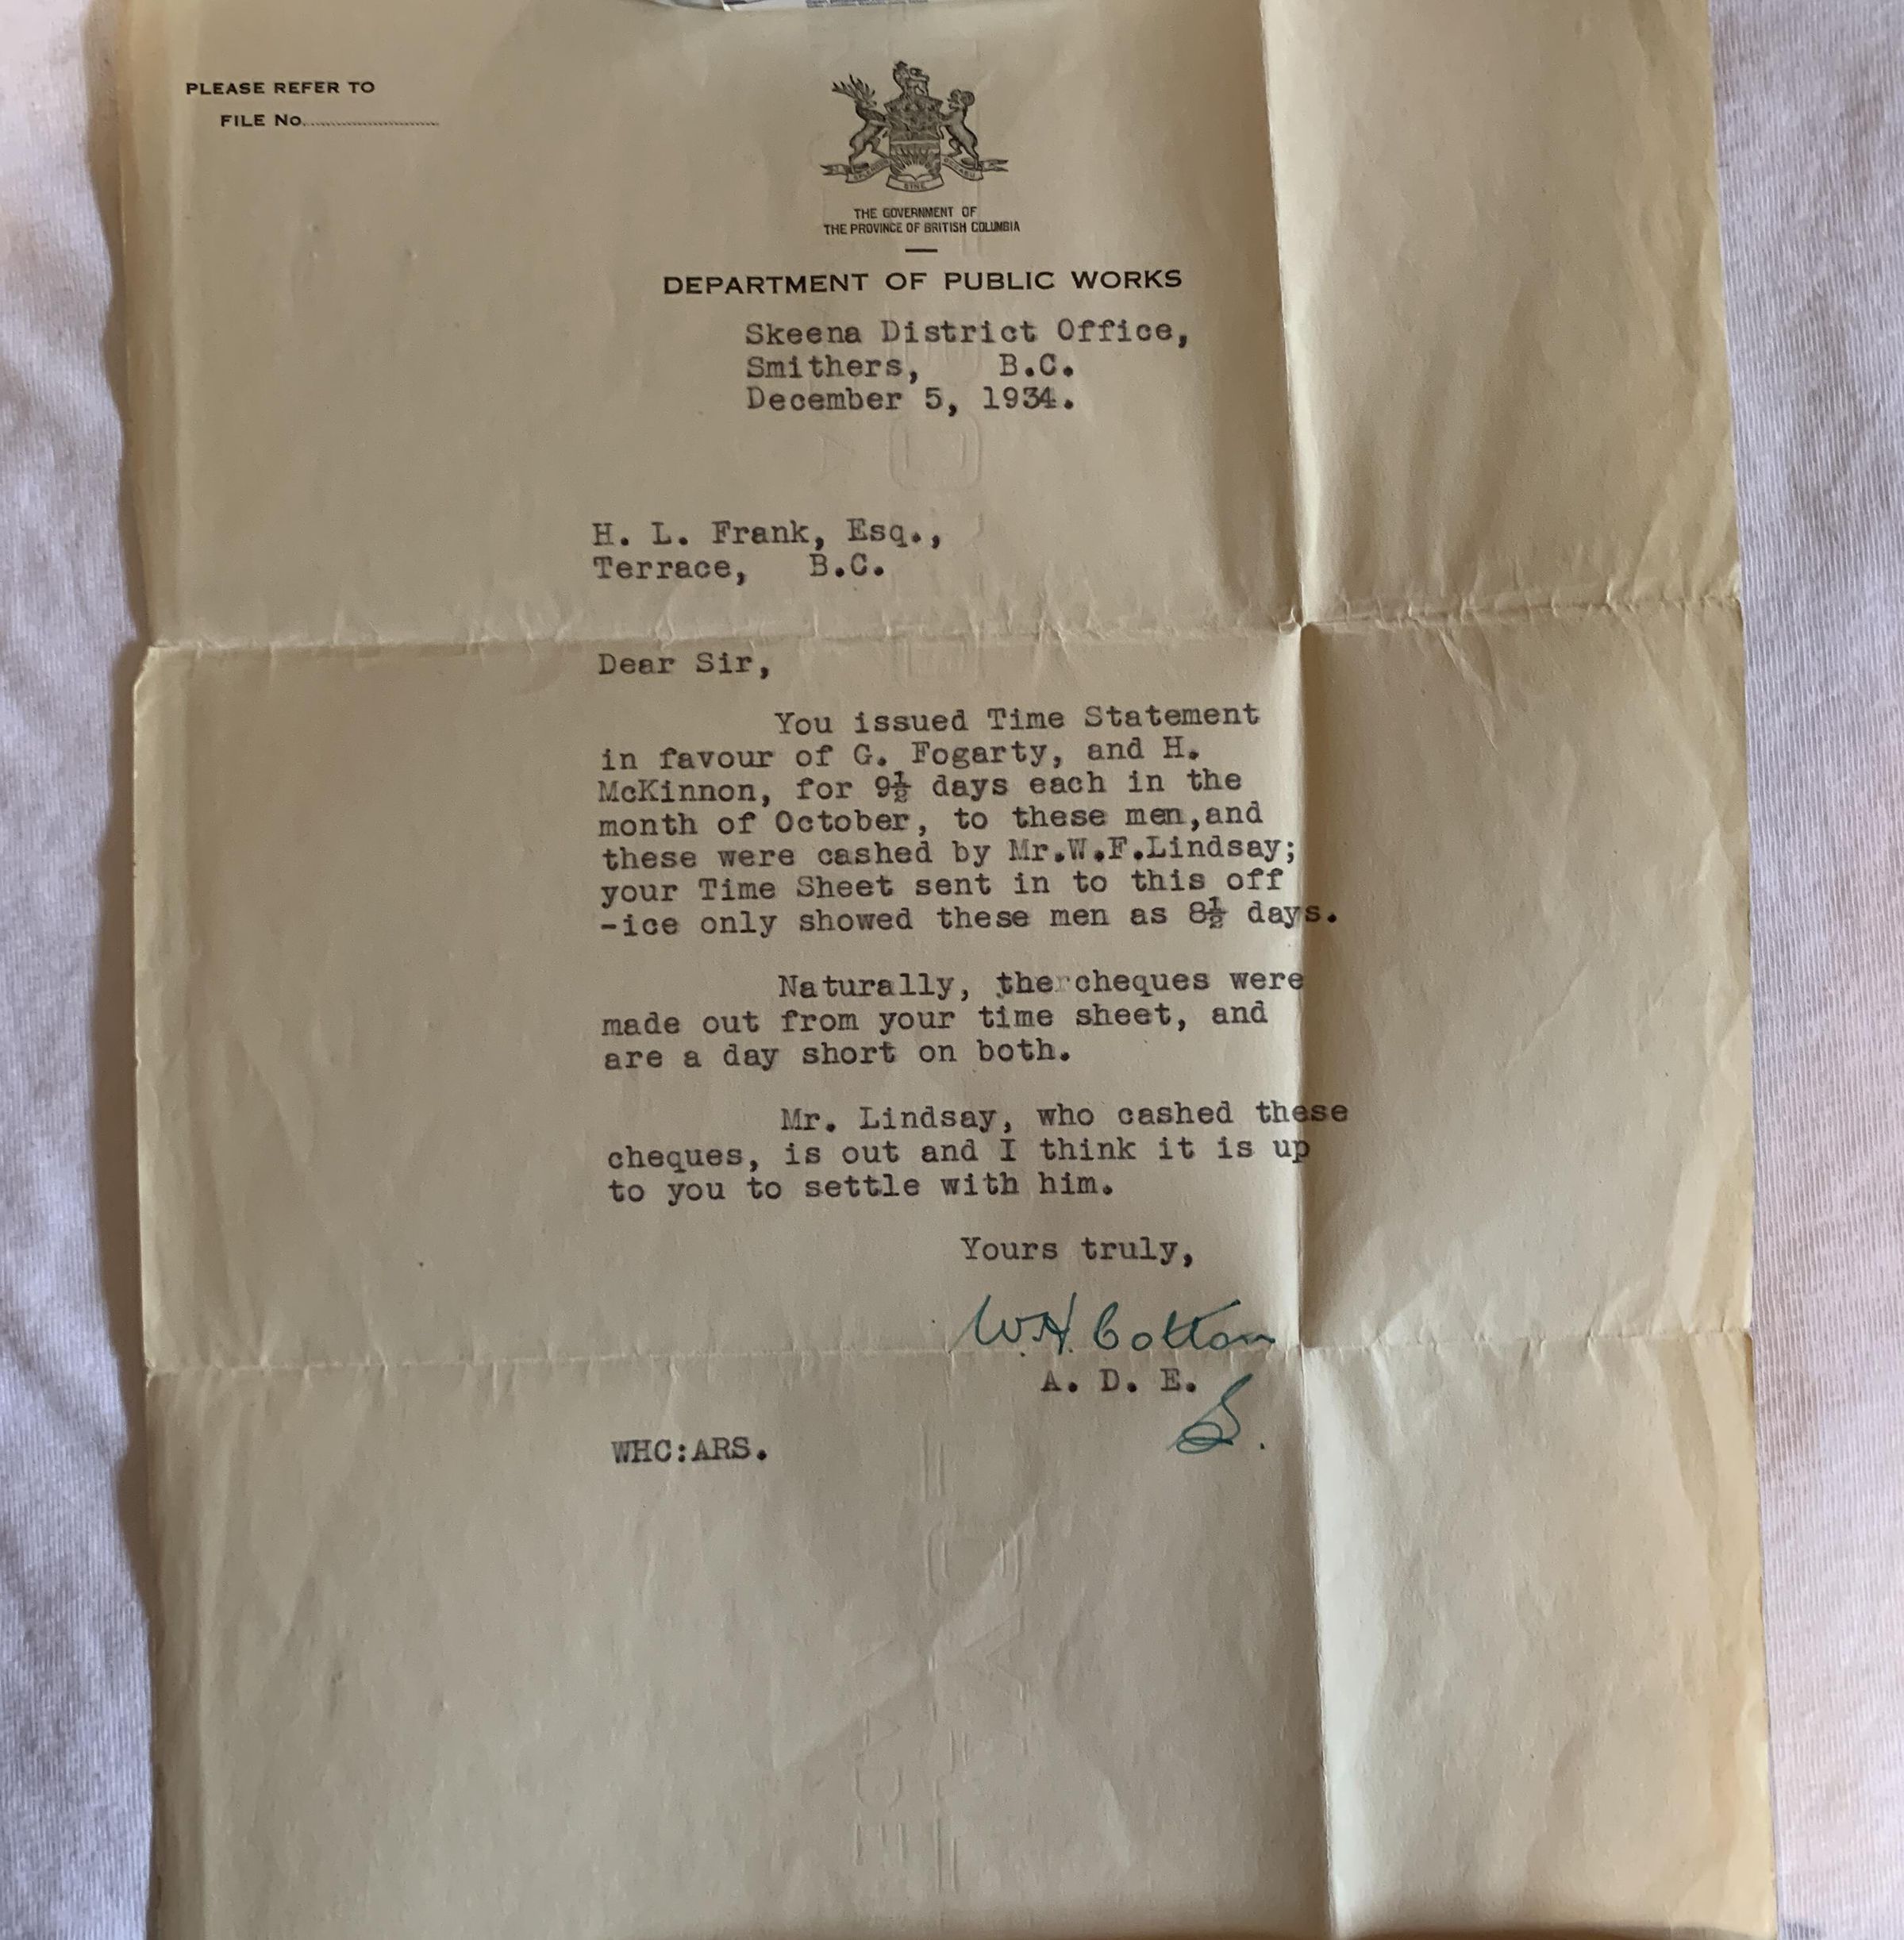 PLEASE REFER TO
FILE No.
THE GOVERNMENT OF
THE PROVINCE OF BRITISH COLUMBIA
DEPARTMENT OF PUBLIC WORKS
Skeena District Office,
Smithers, B.C.
December 5, 1934.
H. L. Frank, Esq.,
Terrace, B.C.
Dear Sir,
You issued Time Statement
in favour of G. Fogarty, and H.
McKinnon, for 9½ days each in the
month of October, to these men,and
these were cashed by Mr.W.F.Lindsay;
your Time Sheet sent in to this off
-ice only showed these men as 8½ days.
Naturally, the cheques were
made out from your time sheet, and
are a day short on both.
Mr. Lindsay, who cashed these
cheques, is out and I think it is up
to you to settle with him.
Yours truly,
W.H. Cotton
A. D. E.
S.
WHC:ARS.